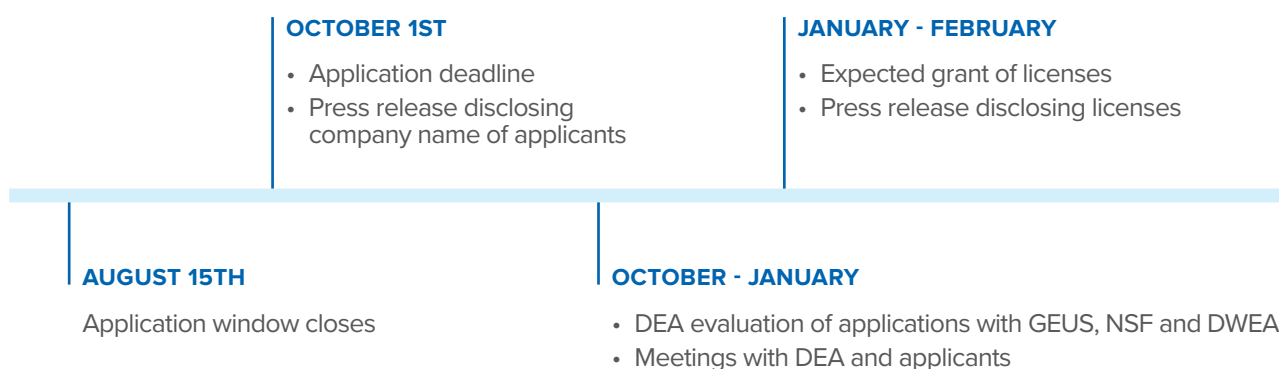 OCTOBER 1ST
• Application deadline
• Press release disclosing
company name of applicants
JANUARY - FEBRUARY
• Expected grant of licenses
• Press release disclosing licenses
AUGUST 15TH
Application window closes
OCTOBER - JANUARY
• DEA evaluation of applications with GEUS, NSF and DWEA
• Meetings with DEA and applicants